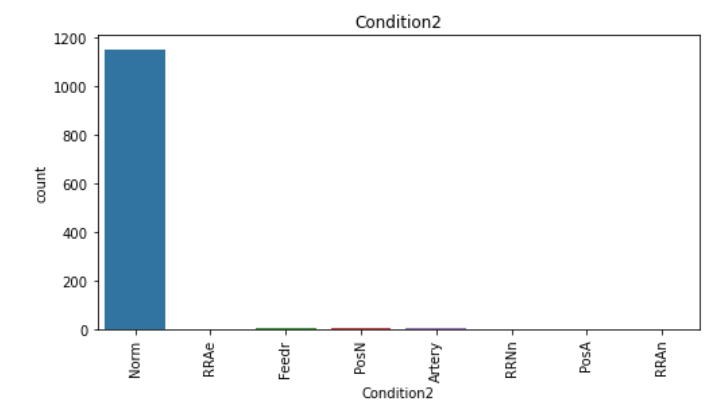 Condition2
1200
1000
800
600
400
200
0
count
Norm
RRAe
Feedr
PosN
Artery
RRNn
PosA
RRAn
Condition2